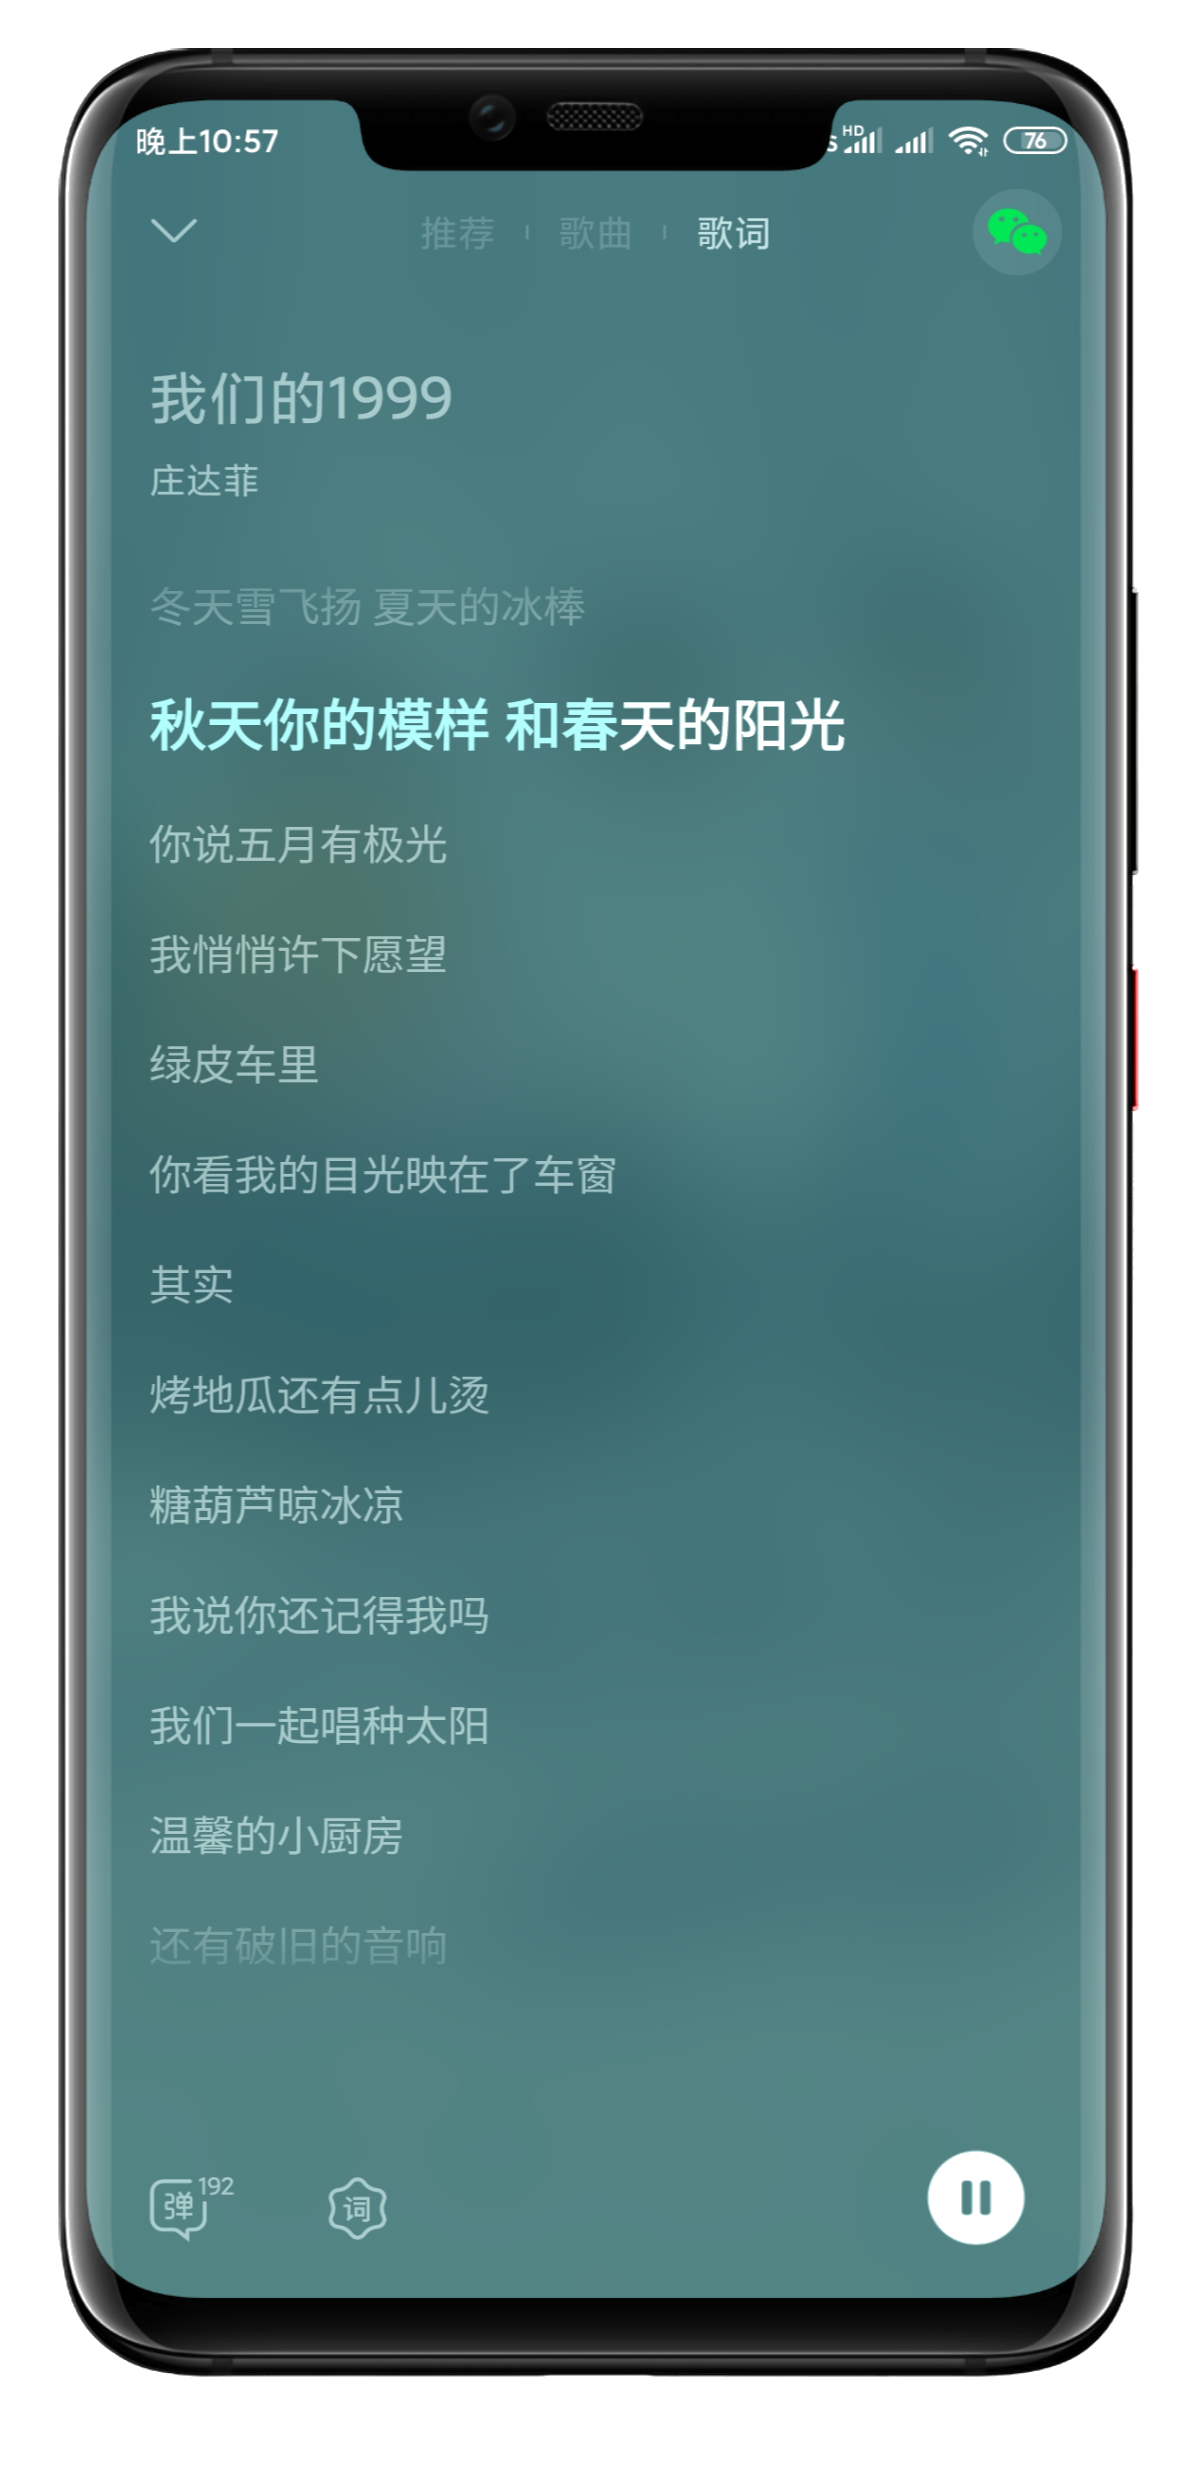 晚上10:57
HD
76
推荐 歌曲 歌词
我们的1999
庄达菲
冬天雪飞扬 夏天的冰棒
秋天你的模样 和春天的阳光
你说五月有极光
我悄悄许下愿望
绿皮车里
你看我的目光映在了车窗
其实
烤地瓜还有点儿烫
糖葫芦晾冰凉
我说你还记得我吗
我们一起唱种太阳
温馨的小厨房
还有破旧的音响
弹 192
词